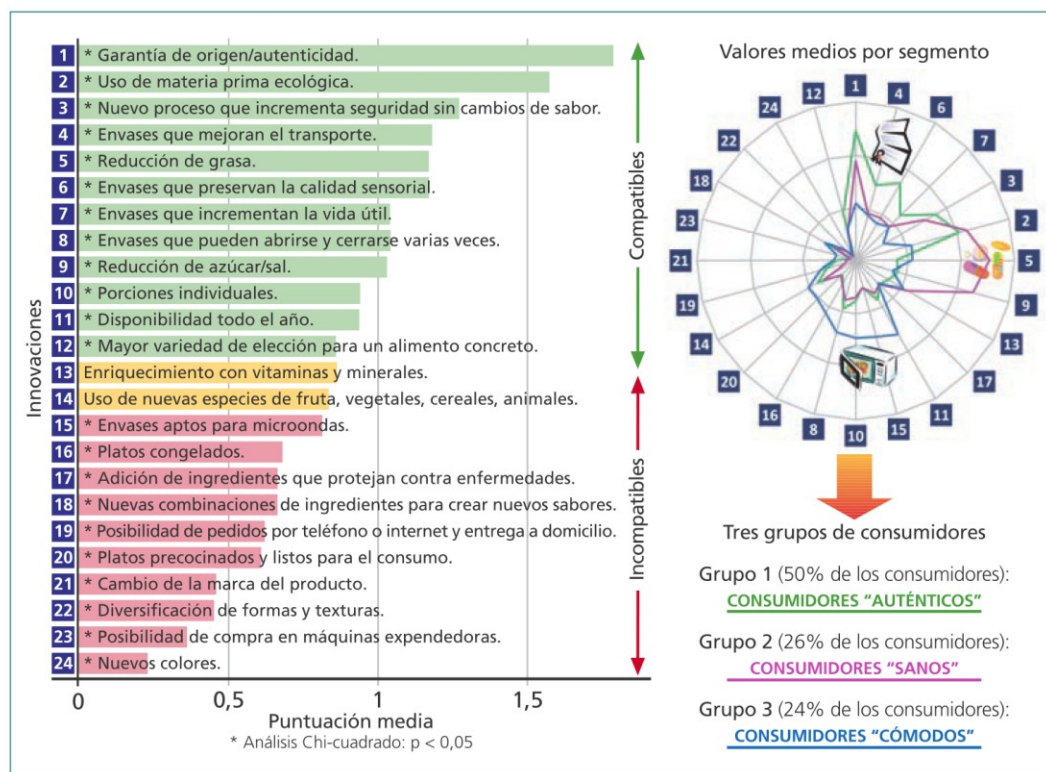 Innovaciones
1 * Garantía de origen/autenticidad.
2 * Uso de materia prima ecológica.
3 * Nuevo proceso que incrementa seguridad sin cambios de sabor.
4 * Envases que mejoran el transporte.
5 * Reducción de grasa.
6 * Envases que preservan la calidad sensorial.
7 * Envases que incrementan la vida útil.
8 * Envases que pueden abrirse y cerrarse varias veces.
9 * Reducción de azúcar/sal.
10 * Porciones individuales.
11 * Disponibilidad todo el año.
12 * Mayor variedad de elección para un alimento concreto.
13 Enriquecimiento con vitaminas y minerales.
14 Uso de nuevas especies de fruta, vegetales, cereales, animales.
15 * Envases aptos para microondas.
16 * Platos congelados.
17 * Adición de ingredientes que protejan contra enfermedades.
18 * Nuevas combinaciones de ingredientes para crear nuevos sabores.
19 * Posibilidad de pedidos por teléfono o internet y entrega a domicilio.
20 * Platos precocinados y listos para el consumo.
21 * Cambio de la marca del producto.
22 * Diversificación de formas y texturas.
23 * Posibilidad de compra en máquinas expendedoras.
24 * Nuevos colores.
0 0,5 1 1,5
Puntuación media
* Análisis Chi-cuadrado: p < 0,05
Compatibles
Incompatibles
Valores medios por segmento
1
4
6
7
3
2
5
9
13
17
11
15
10
8
16
20
14
19
21
23
18
22
24
12
Tres grupos de consumidores
Grupo 1 (50% de los consumidores):
CONSUMIDORES “AUTÉNTICOS”
Grupo 2 (26% de los consumidores):
CONSUMIDORES “SANOS”
Grupo 3 (24% de los consumidores):
CONSUMIDORES “CÓMODOS”